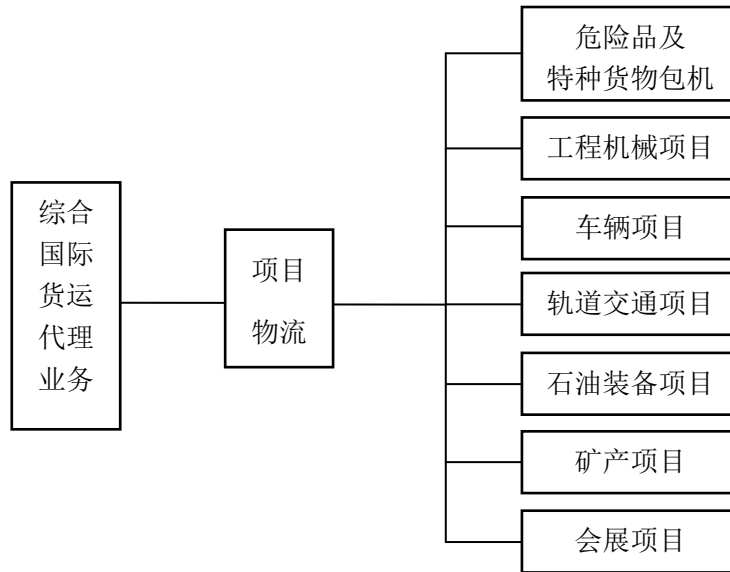 综合
国际
货运
代理
业务
项目
物流
危险品及
特种货物包机
工程机械项目
车辆项目
轨道交通项目
石油装备项目
矿产项目
会展项目